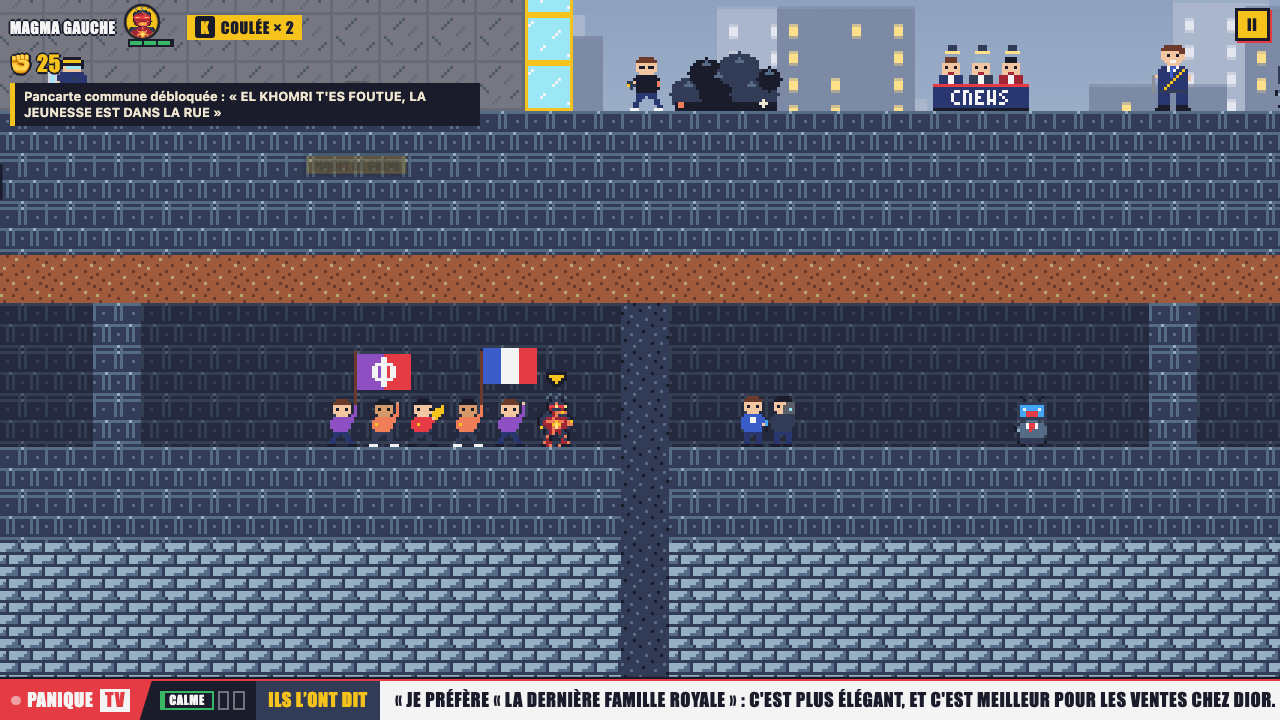 MAGMA GAUCHE
K COULÉE × 2
25
Pancarte commune débloquée : « EL KHOMRI T'ES FOUTUE, LA
JEUNESSE EST DANS LA RUE »
CNEWS
PANIQUE TV
CALME
ILS L'ONT DIT
« JE PRÉFÈRE « LA DERNIÈRE FAMILLE ROYALE » : C'EST PLUS ÉLÉGANT, ET C'EST MEILLEUR POUR LES VENTES CHEZ DIOR.